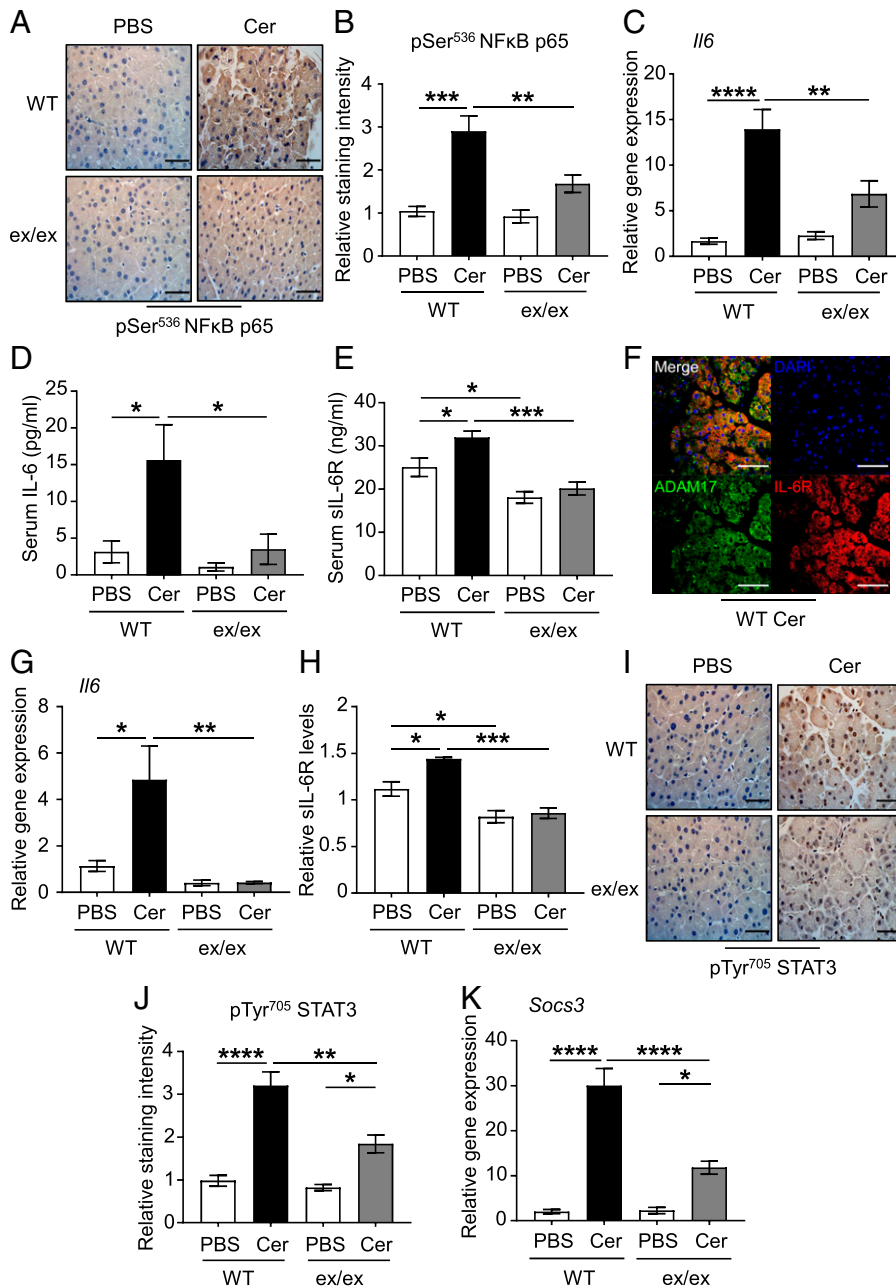 A
PBS Cer
WT
ex/ex
pSer⁵³⁶ NFκB p65
B
pSer⁵³⁶ NFκB p65
Relative staining intensity
4
3
2
1
0
*** **
PBS Cer PBS Cer
WT ex/ex
C
Il6
Relative gene expression
20
15
10
5
0
**** **
PBS Cer PBS Cer
WT ex/ex
D
Serum IL-6 (pg/ml)
25
20
15
10
5
0
* *
PBS Cer PBS Cer
WT ex/ex
E
Serum sIL-6R (ng/ml)
50
40
30
20
10
0
*
* ***
PBS Cer PBS Cer
WT ex/ex
F
Merge DAPI
ADAM17 IL-6R
WT Cer
G
Il6
Relative gene expression
8
6
4
2
0
* **
PBS Cer PBS Cer
WT ex/ex
H
Relative sIL-6R levels
2
1.5
1
0.5
0
*
* ***
PBS Cer PBS Cer
WT ex/ex
I
PBS Cer
WT
ex/ex
pTyr⁷⁰⁵ STAT3
J
pTyr⁷⁰⁵ STAT3
Relative staining intensity
4
3
2
1
0
**** **
*
PBS Cer PBS Cer
WT ex/ex
K
Socs3
Relative gene expression
40
30
20
10
0
**** ****
*
PBS Cer PBS Cer
WT ex/ex